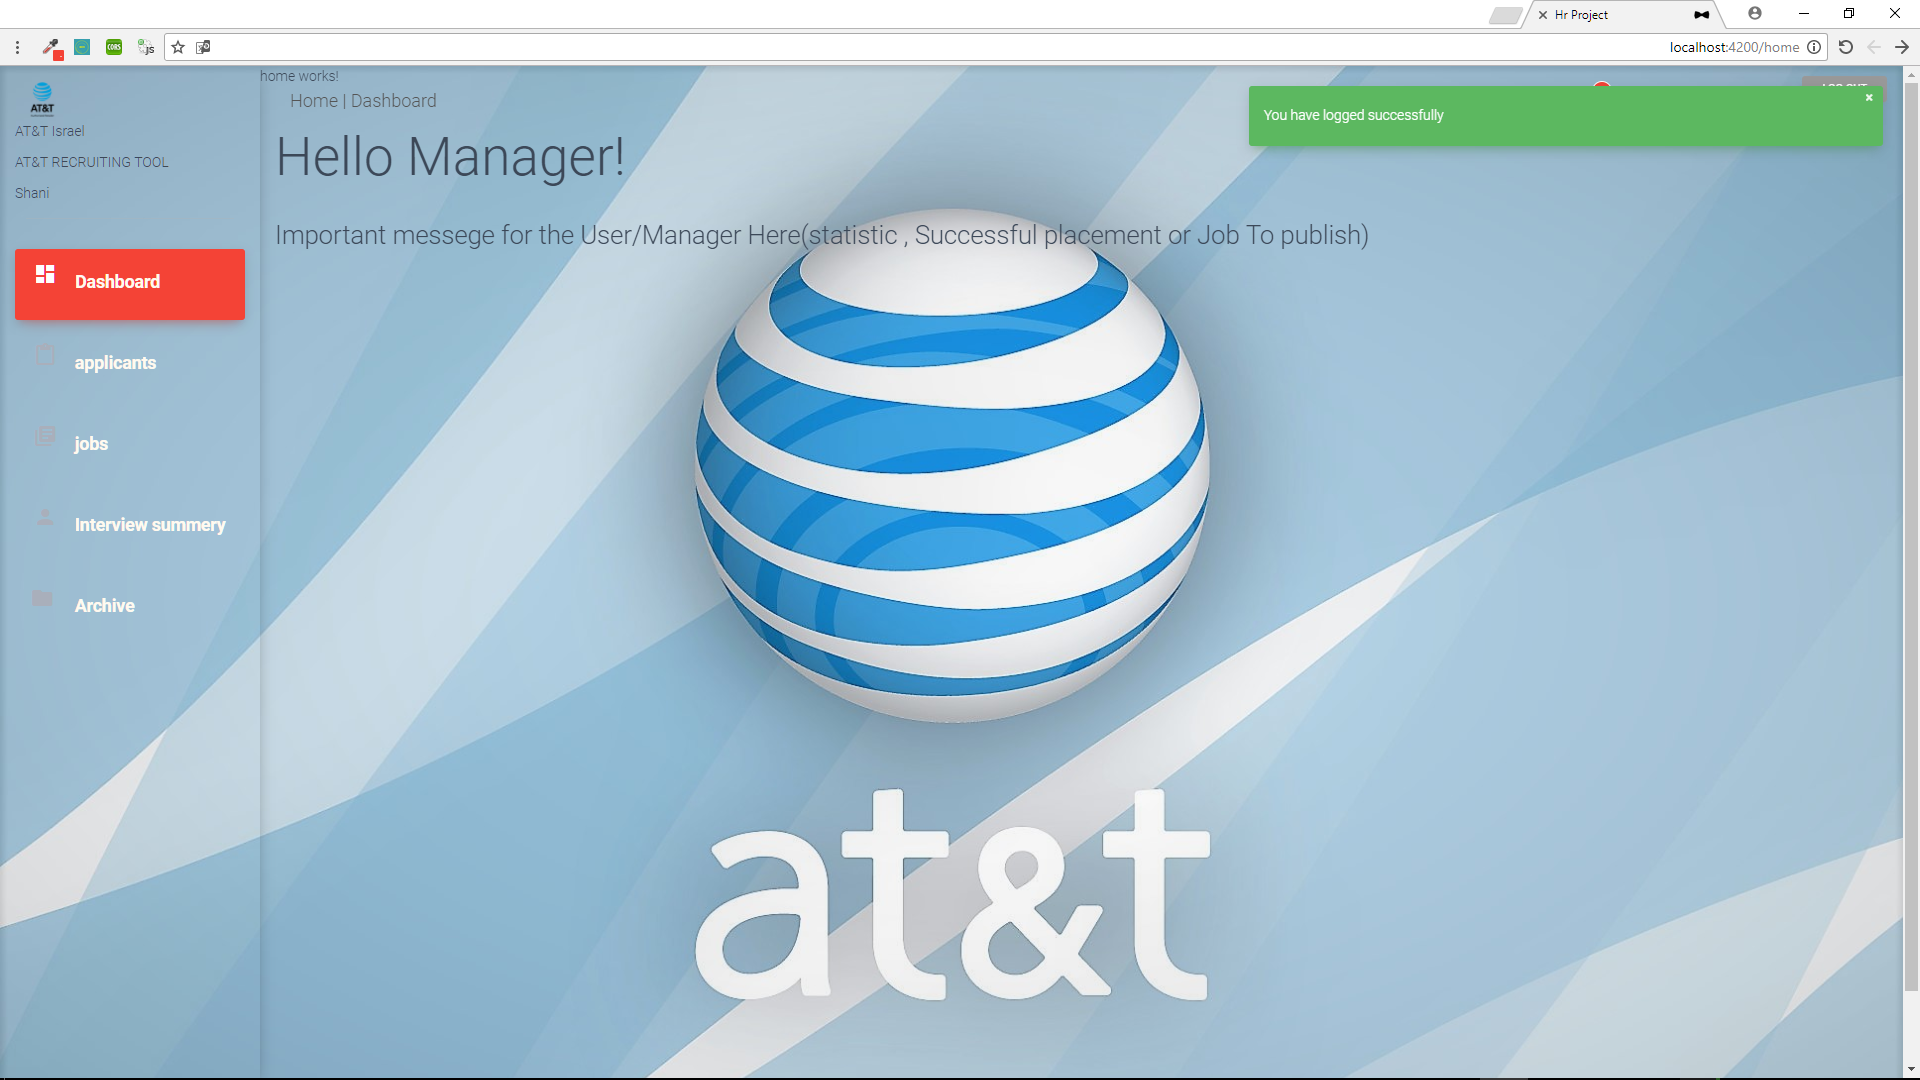 Hr Project
CORS
JS
localhost:4200/home
AT&T
AT&T Israel
AT&T RECRUITING TOOL
Shani
Dashboard
applicants
jobs
Interview summery
Archive
home works!
Home | Dashboard
Hello Manager!
Important messege for the User/Manager Here(statistic , Successful placement or Job To publish)
You have logged successfully
×
at&t